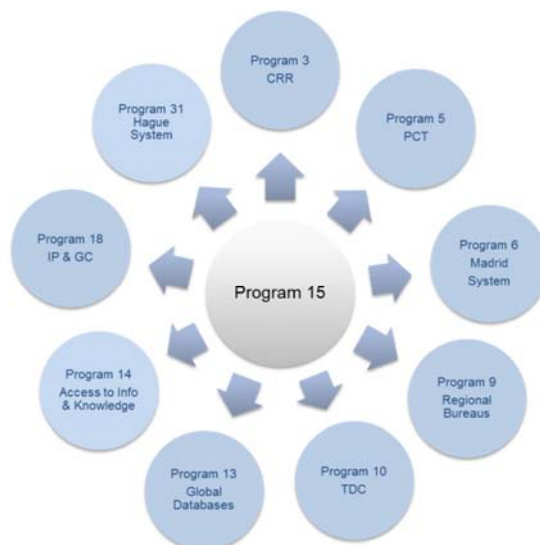 Program 3
CRR
Program 5
PCT
Program 6
Madrid
System
Program 9
Regional
Bureaus
Program 10
TDC
Program 13
Global
Databases
Program 14
Access to Info
& Knowledge
Program 18
IP & GC
Program 31
Hague
System
Program 15